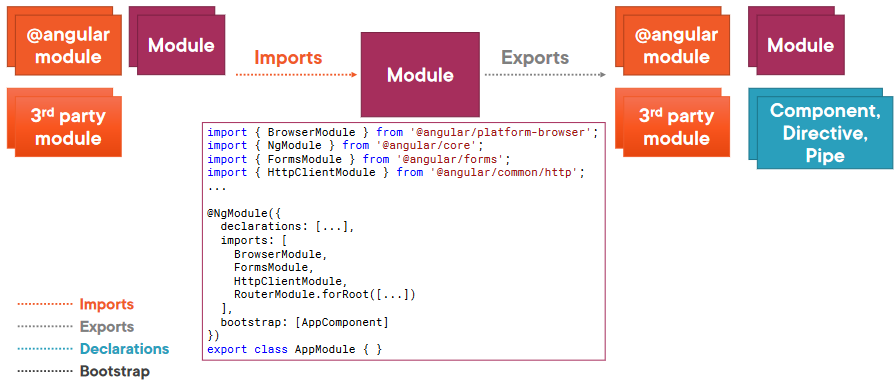 @angular
module
Module
3rd party
module
Imports
Module
Exports
@angular
module
Module
3rd party
module
Component,
Directive,
Pipe
import { BrowserModule } from '@angular/platform-browser';
import { NgModule } from '@angular/core';
import { FormsModule } from '@angular/forms';
import { HttpClientModule } from '@angular/common/http';
...
@NgModule({
  declarations: [...],
  imports: [
    BrowserModule,
    FormsModule,
    HttpClientModule,
    RouterModule.forRoot([...])
  ],
  bootstrap: [AppComponent]
})
export class AppModule { }
Imports
Exports
Declarations
Bootstrap